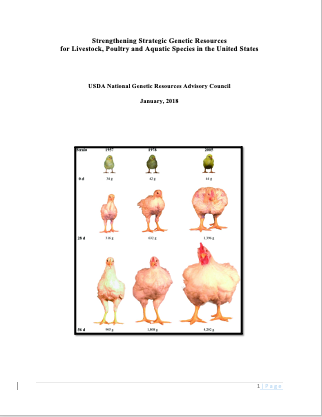 Strengthening Strategic Genetic Resources
for Livestock, Poultry and Aquatic Species in the United States
USDA National Genetic Resources Advisory Council
January, 2018
Strain 1957 1978 2005
0 d
28 d
56 d
1 | P a g e